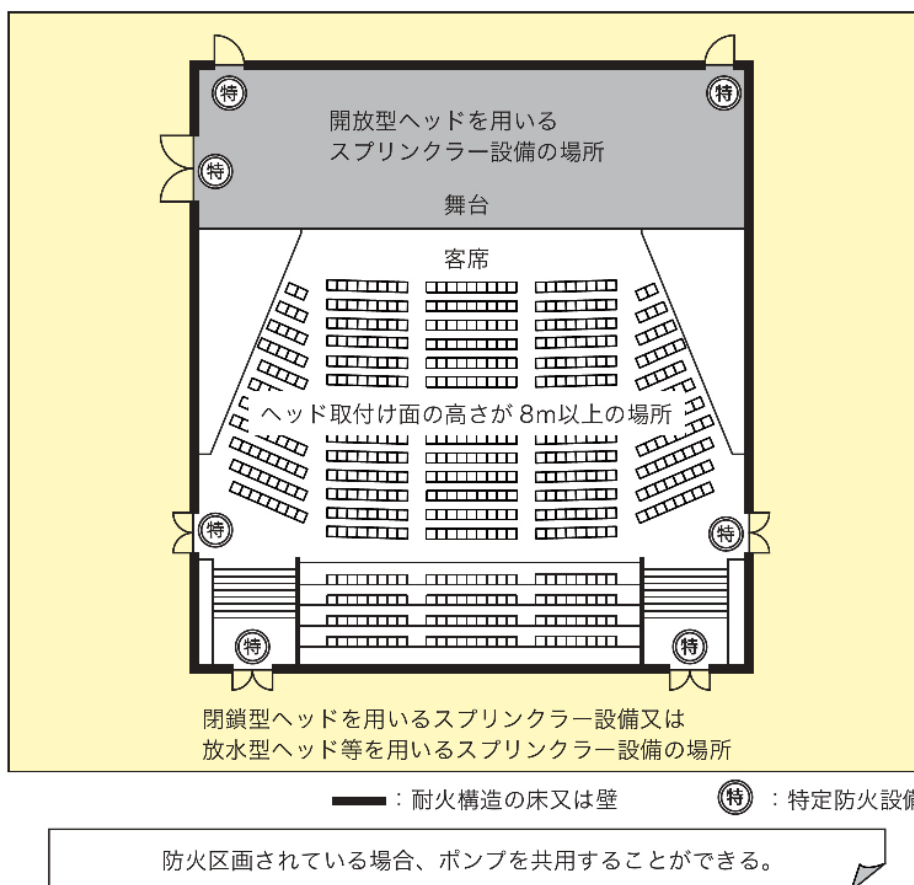 特
特
開放型ヘッドを用いる
スプリンクラー設備の場所
特
舞台
客席
ヘッド取付け面の高さが8m以上の場所
特
特
特
特
閉鎖型ヘッドを用いるスプリンクラー設備又は
放水型ヘッド等を用いるスプリンクラー設備の場所
：耐火構造の床又は壁
特 ：特定防火設備
防火区画されている場合、ポンプを共用することができる。